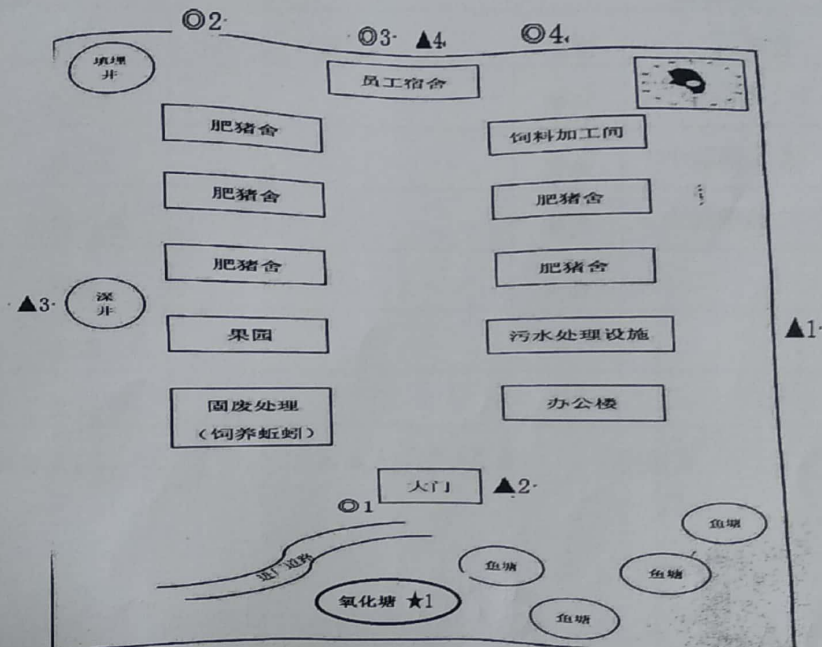 ◎2
◎3
▲4
◎4
填埋
井
员工宿舍
肥猪舍
饲料加工间
肥猪舍
肥猪舍
肥猪舍
肥猪舍
▲3
深
井
果园
污水处理设施
▲1
固废处理
（饲养蚯蚓）
办公楼
大门
▲2
◎1
进厂道路
鱼塘
鱼塘
鱼塘
氧化塘 ★1
鱼塘